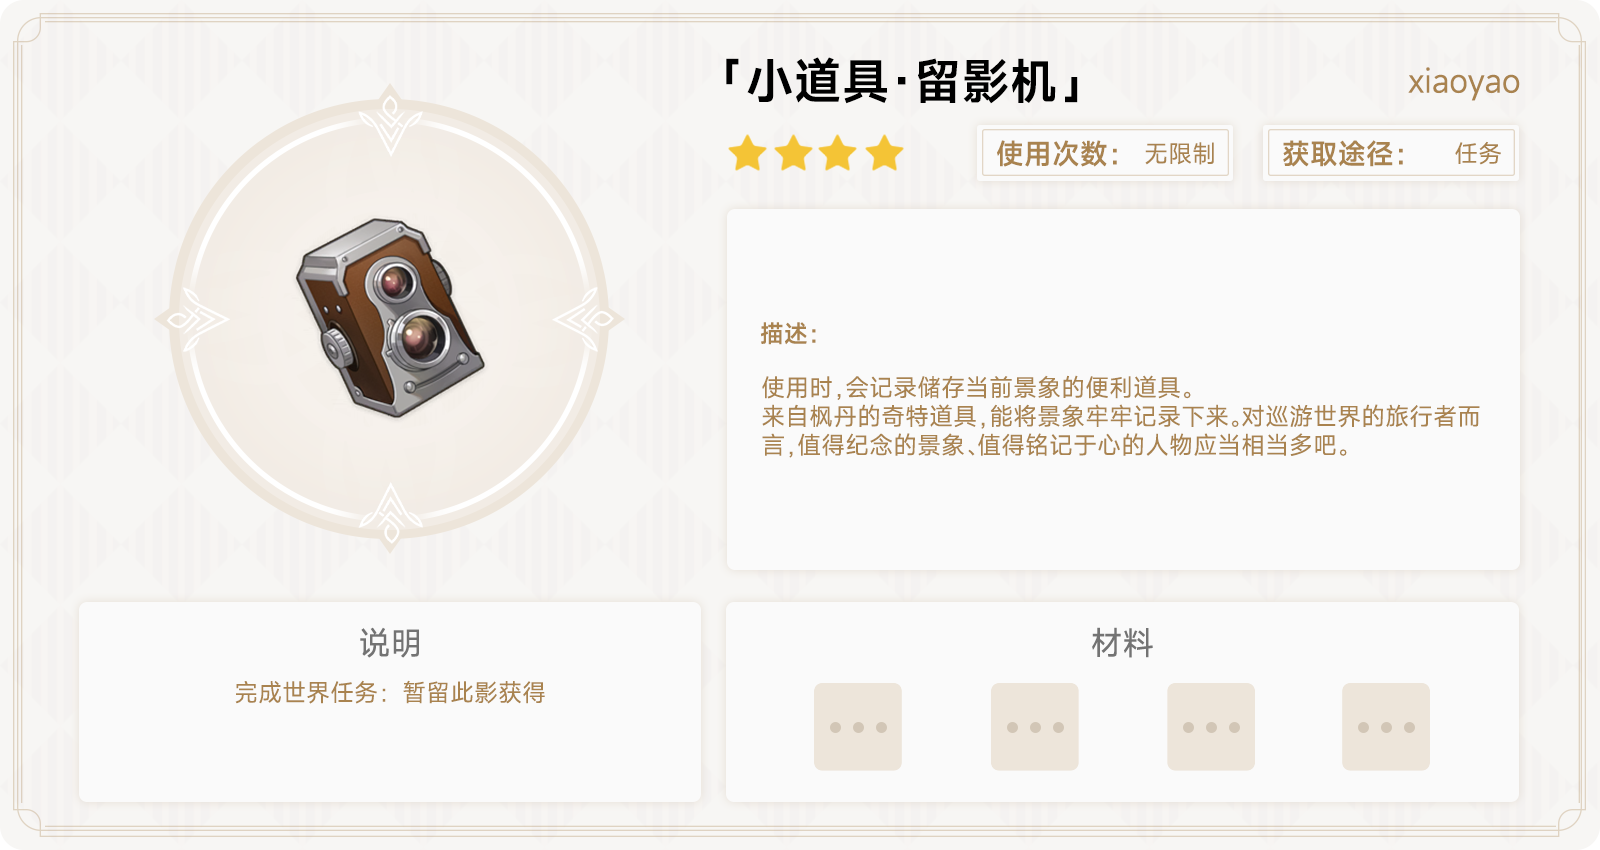 「小道具·留影机」
xiaoyao
使用次数： 无限制
获取途径： 任务
描述：
使用时，会记录储存当前景象的便利道具。
来自枫丹的奇特道具，能将景象牢牢记录下来。对巡游世界的旅行者而
言，值得纪念的景象、值得铭记于心的人物应当相当多吧。
说明
完成世界任务：暂留此影获得
材料